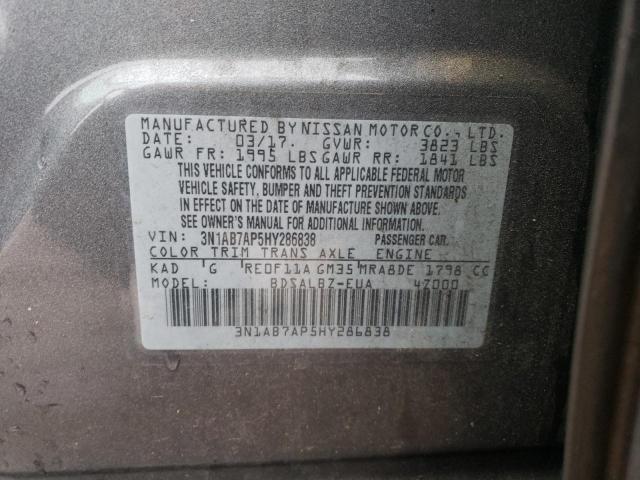 MANUFACTURED BY NISSAN MOTOR CO., LTD.
DATE: 03/17. GVWR: 3823 LBS
GAWR FR: 1995 LBS GAWR RR: 1841 LBS
THIS VEHICLE CONFORMS TO ALL APPLICABLE FEDERAL MOTOR
VEHICLE SAFETY, BUMPER AND THEFT PREVENTION STANDARDS
IN EFFECT ON THE DATE OF MANUFACTURE SHOWN ABOVE.
SEE OWNER'S MANUAL FOR ADDITIONAL INFORMATION.
VIN: 3N1AB7AP5HY286838 PASSENGER CAR.
COLOR TRIM TRANS AXLE ENGINE
KAD G RE0F11A GM35 MRA8DE 1798 CC
MODEL: BDSALBZ-EUA 4Z000
3N1AB7AP5HY286838